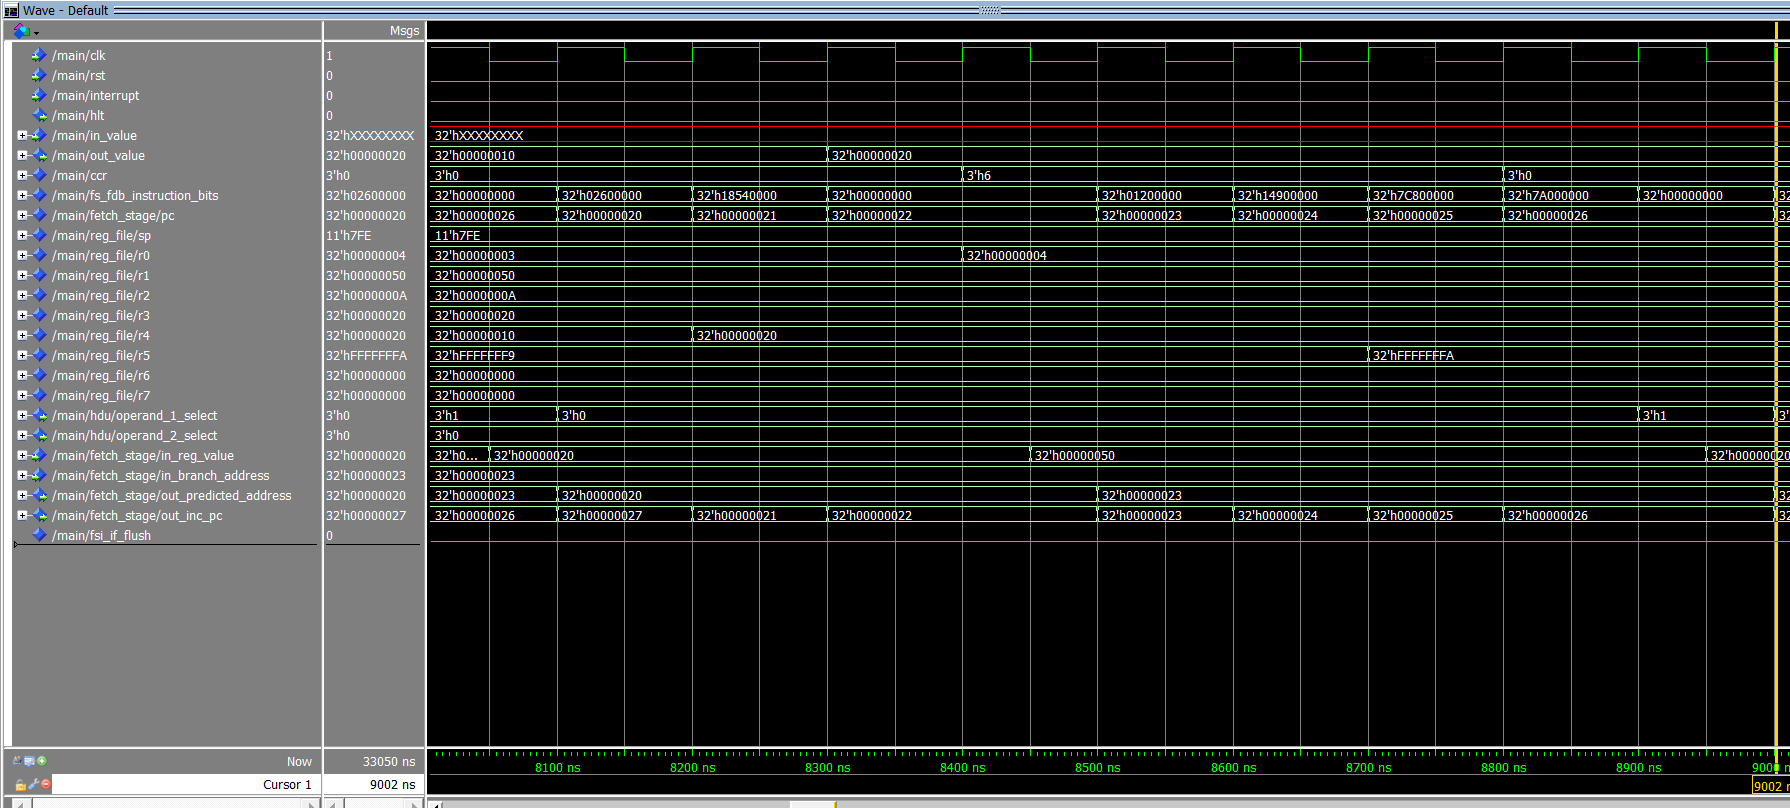 Wave - Default
Msgs
/main/clk 1
/main/rst 0
/main/interrupt 0
/main/hlt 0
/main/in_value 32'hXXXXXXXX 32'hXXXXXXXX
/main/out_value 32'h00000020 32'h00000010 32'h00000020
/main/ccr 3'h0 3'h0 3'h6 3'h0
/main/fs_fdb_instruction_bits 32'h02600000 32'h00000000 32'h02600000 32'h18540000 32'h00000000 32'h01200000 32'h14900000 32'h7C800000 32'h7A000000 32'h00000000 32
/main/fetch_stage/pc 32'h00000020 32'h00000026 32'h00000020 32'h00000021 32'h00000022 32'h00000023 32'h00000024 32'h00000025 32'h00000026 32
/main/reg_file/sp 11'h7FE 11'h7FE
/main/reg_file/r0 32'h00000004 32'h00000003 32'h00000004
/main/reg_file/r1 32'h00000050 32'h00000050
/main/reg_file/r2 32'h0000000A 32'h0000000A
/main/reg_file/r3 32'h00000020 32'h00000020
/main/reg_file/r4 32'h00000020 32'h00000010 32'h00000020
/main/reg_file/r5 32'hFFFFFFFA 32'hFFFFFFF9 32'hFFFFFFFA
/main/reg_file/r6 32'h00000000 32'h00000000
/main/reg_file/r7 32'h00000000 32'h00000000
/main/hdu/operand_1_select 3'h0 3'h1 3'h0 3'h1 3'
/main/hdu/operand_2_select 3'h0 3'h0
/main/fetch_stage/in_reg_value 32'h00000020 32'h0... 32'h00000020 32'h00000050 32'h00000020
/main/fetch_stage/in_branch_address 32'h00000023 32'h00000023
/main/fetch_stage/out_predicted_address 32'h00000020 32'h00000023 32'h00000020 32'h00000023 32
/main/fetch_stage/out_inc_pc 32'h00000027 32'h00000026 32'h00000027 32'h00000021 32'h00000022 32'h00000023 32'h00000024 32'h00000025 32'h00000026 32
/main/fsi_if_flush 0
Now 33050 ns 8100 ns 8200 ns 8300 ns 8400 ns 8500 ns 8600 ns 8700 ns 8800 ns 8900 ns 9000 n
Cursor 1 9002 ns 9002 n